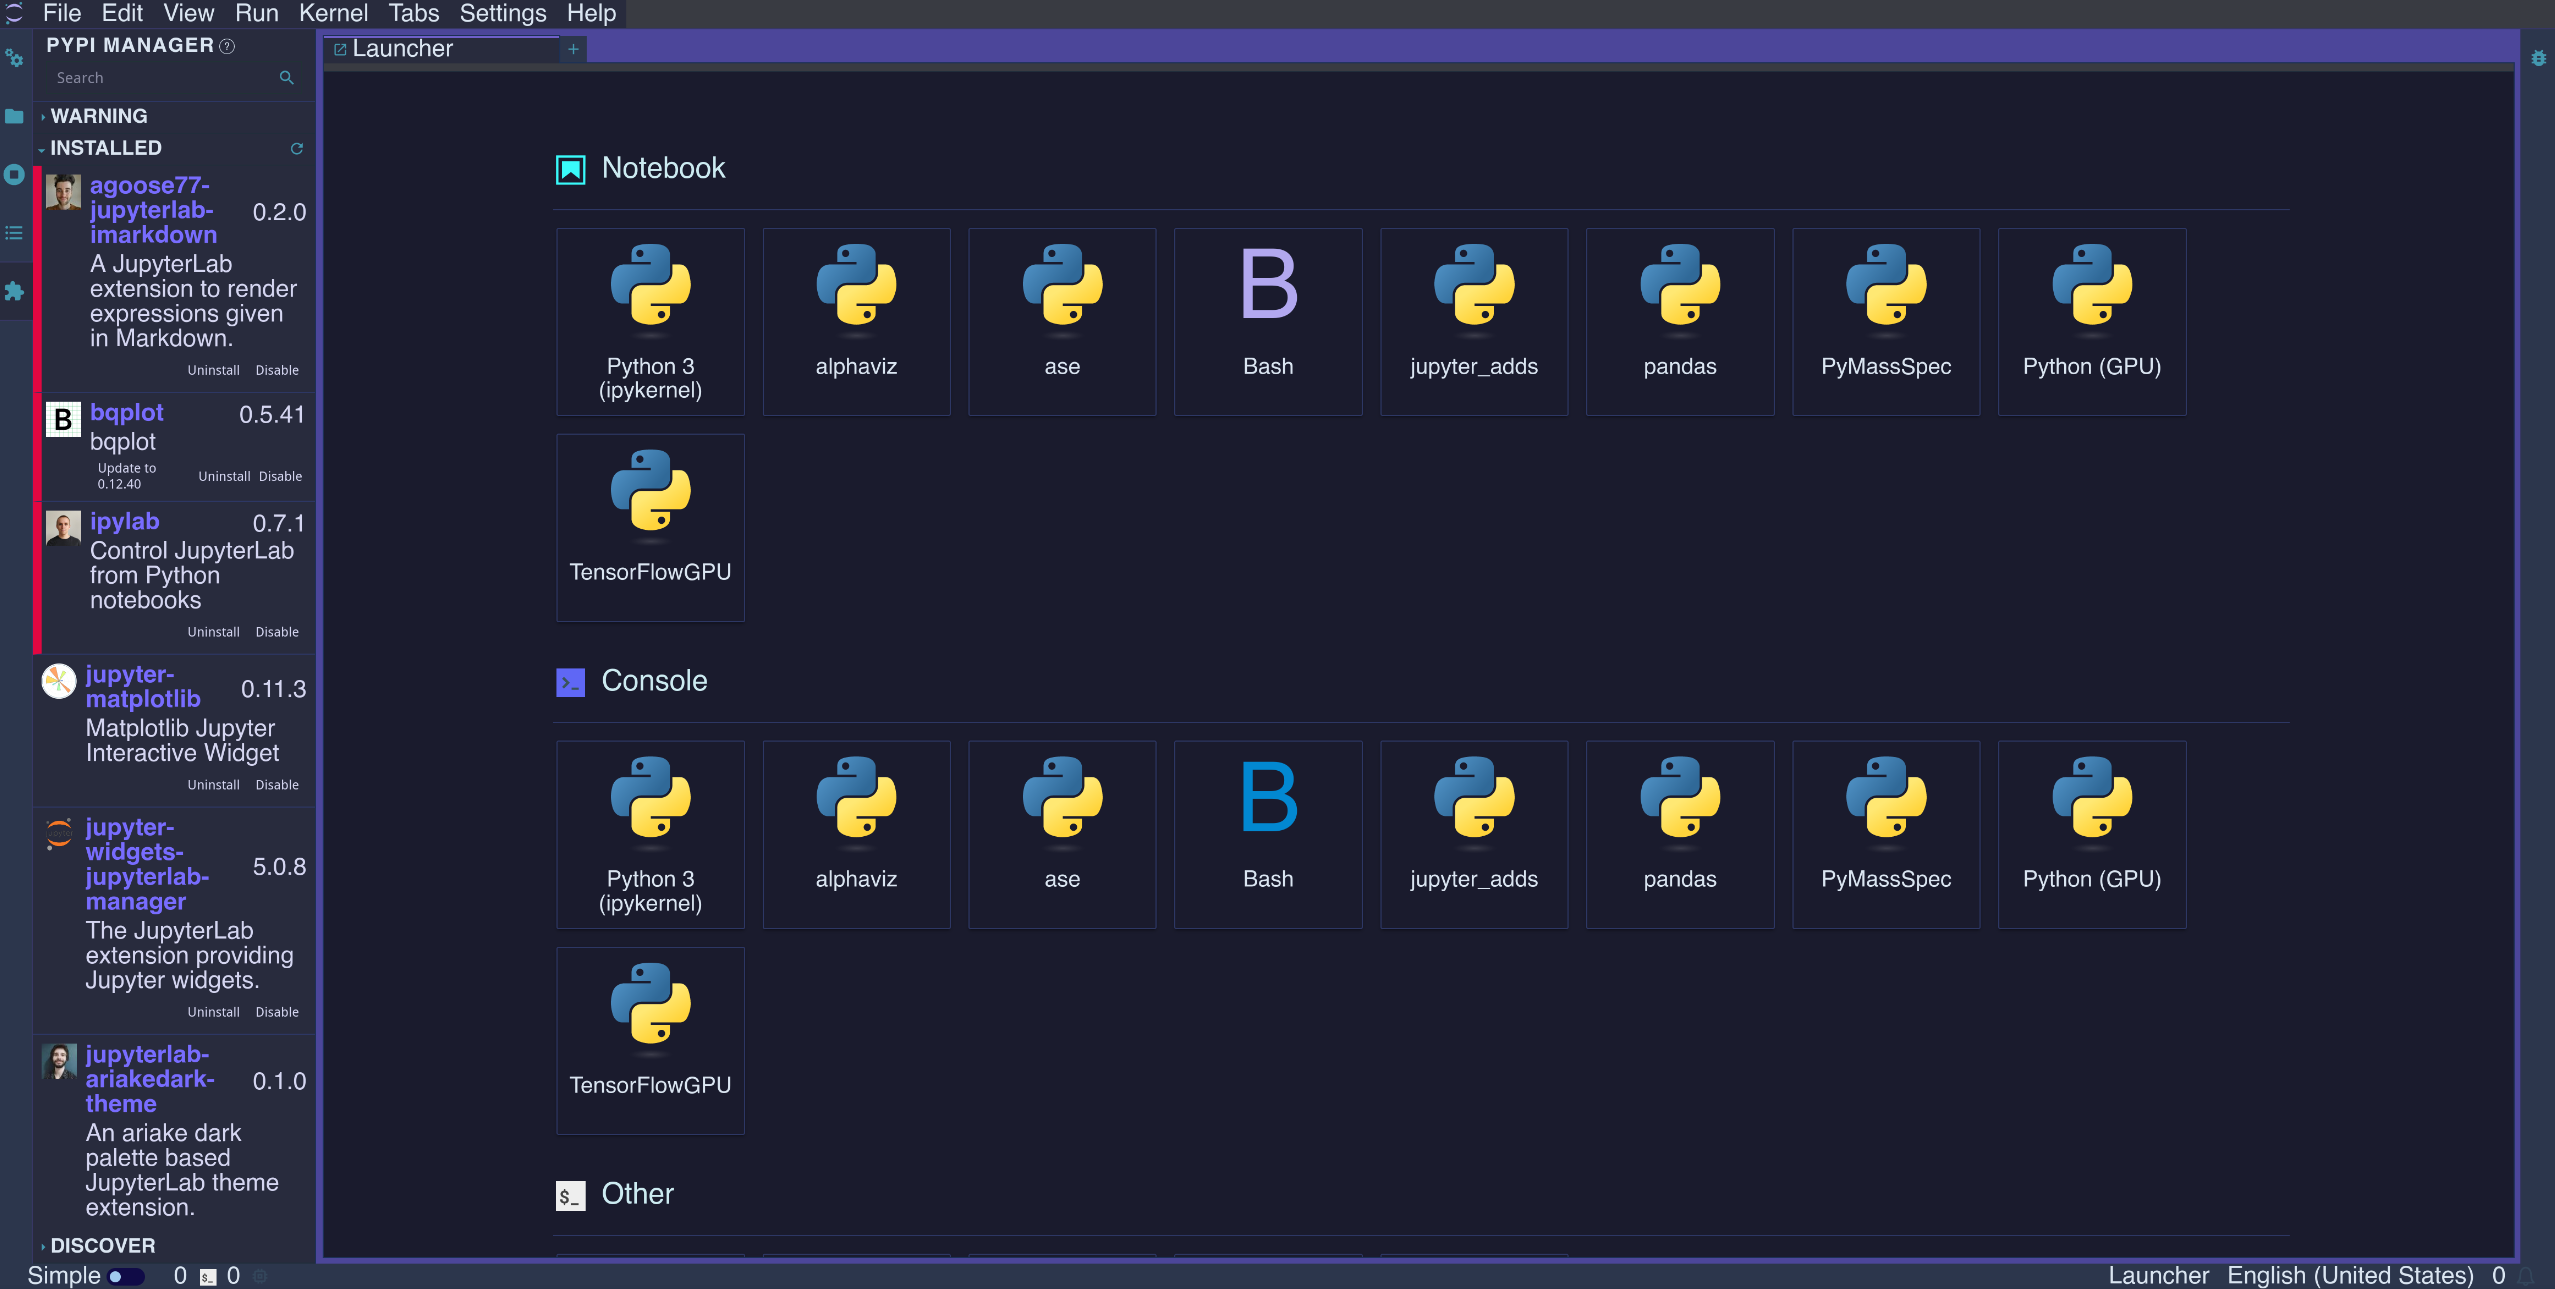 File Edit View Run Kernel Tabs Settings Help
PYPI MANAGER ?
Search
WARNING
INSTALLED
agoose77-
jupyterlab-
imarkdown
0.2.0
A JupyterLab
extension to render
expressions given
in Markdown.
Uninstall Disable
B
bqplot 0.5.41
bqplot
Update to
0.12.40
Uninstall Disable
ipylab 0.7.1
Control JupyterLab
from Python
notebooks
Uninstall Disable
jupyter-
matplotlib
0.11.3
Matplotlib Jupyter
Interactive Widget
Uninstall Disable
jupyter-
widgets-
jupyterlab-
manager
5.0.8
The JupyterLab
extension providing
Jupyter widgets.
Uninstall Disable
jupyterlab-
ariakedark-
theme
0.1.0
An ariake dark
palette based
JupyterLab theme
extension.
DISCOVER
Launcher +
Notebook
B
Python 3
(ipykernel)
alphaviz
ase
Bash
jupyter_adds
pandas
PyMassSpec
Python (GPU)
TensorFlowGPU
>_ Console
B
Python 3
(ipykernel)
alphaviz
ase
Bash
jupyter_adds
pandas
PyMassSpec
Python (GPU)
TensorFlowGPU
$_ Other
Simple 0 $_ 0
Launcher English (United States) 0